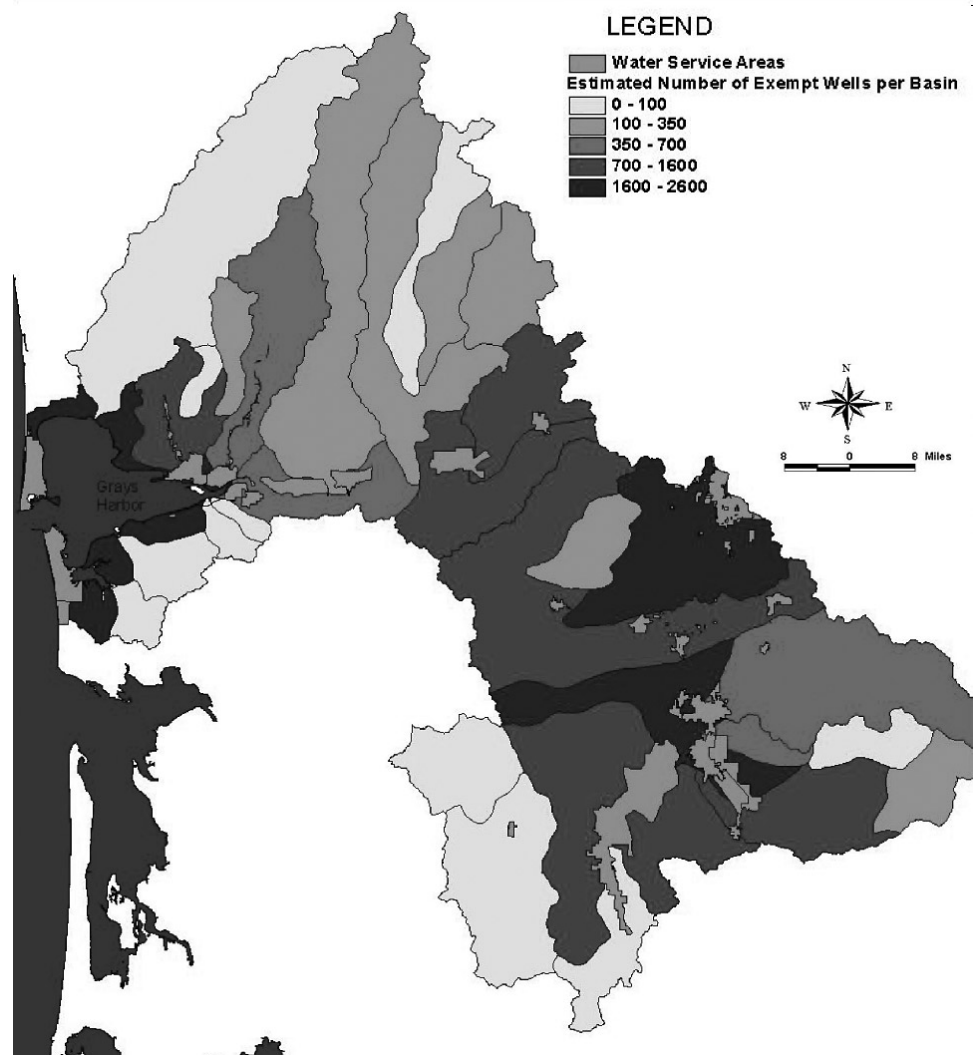 LEGEND
Water Service Areas
Estimated Number of Exempt Wells per Basin
0 - 100
100 - 350
350 - 700
700 - 1600
1600 - 2600
N
W E
S
8 0 8 Miles
Grays
Harbor